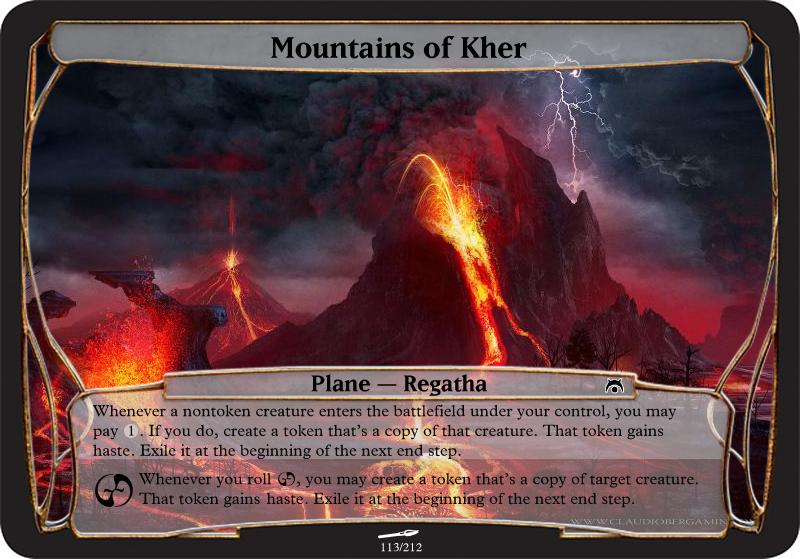 Mountains of Kher
Plane — Regatha
Whenever a nontoken creature enters the battlefield under your control, you may
pay 1. If you do, create a token that's a copy of that creature. That token gains
haste. Exile it at the beginning of the next end step.
Whenever you roll , you may create a token that's a copy of target creature.
That token gains haste. Exile it at the beginning of the next end step.
WWW.CLAUDIOBERGAMIN
113/212